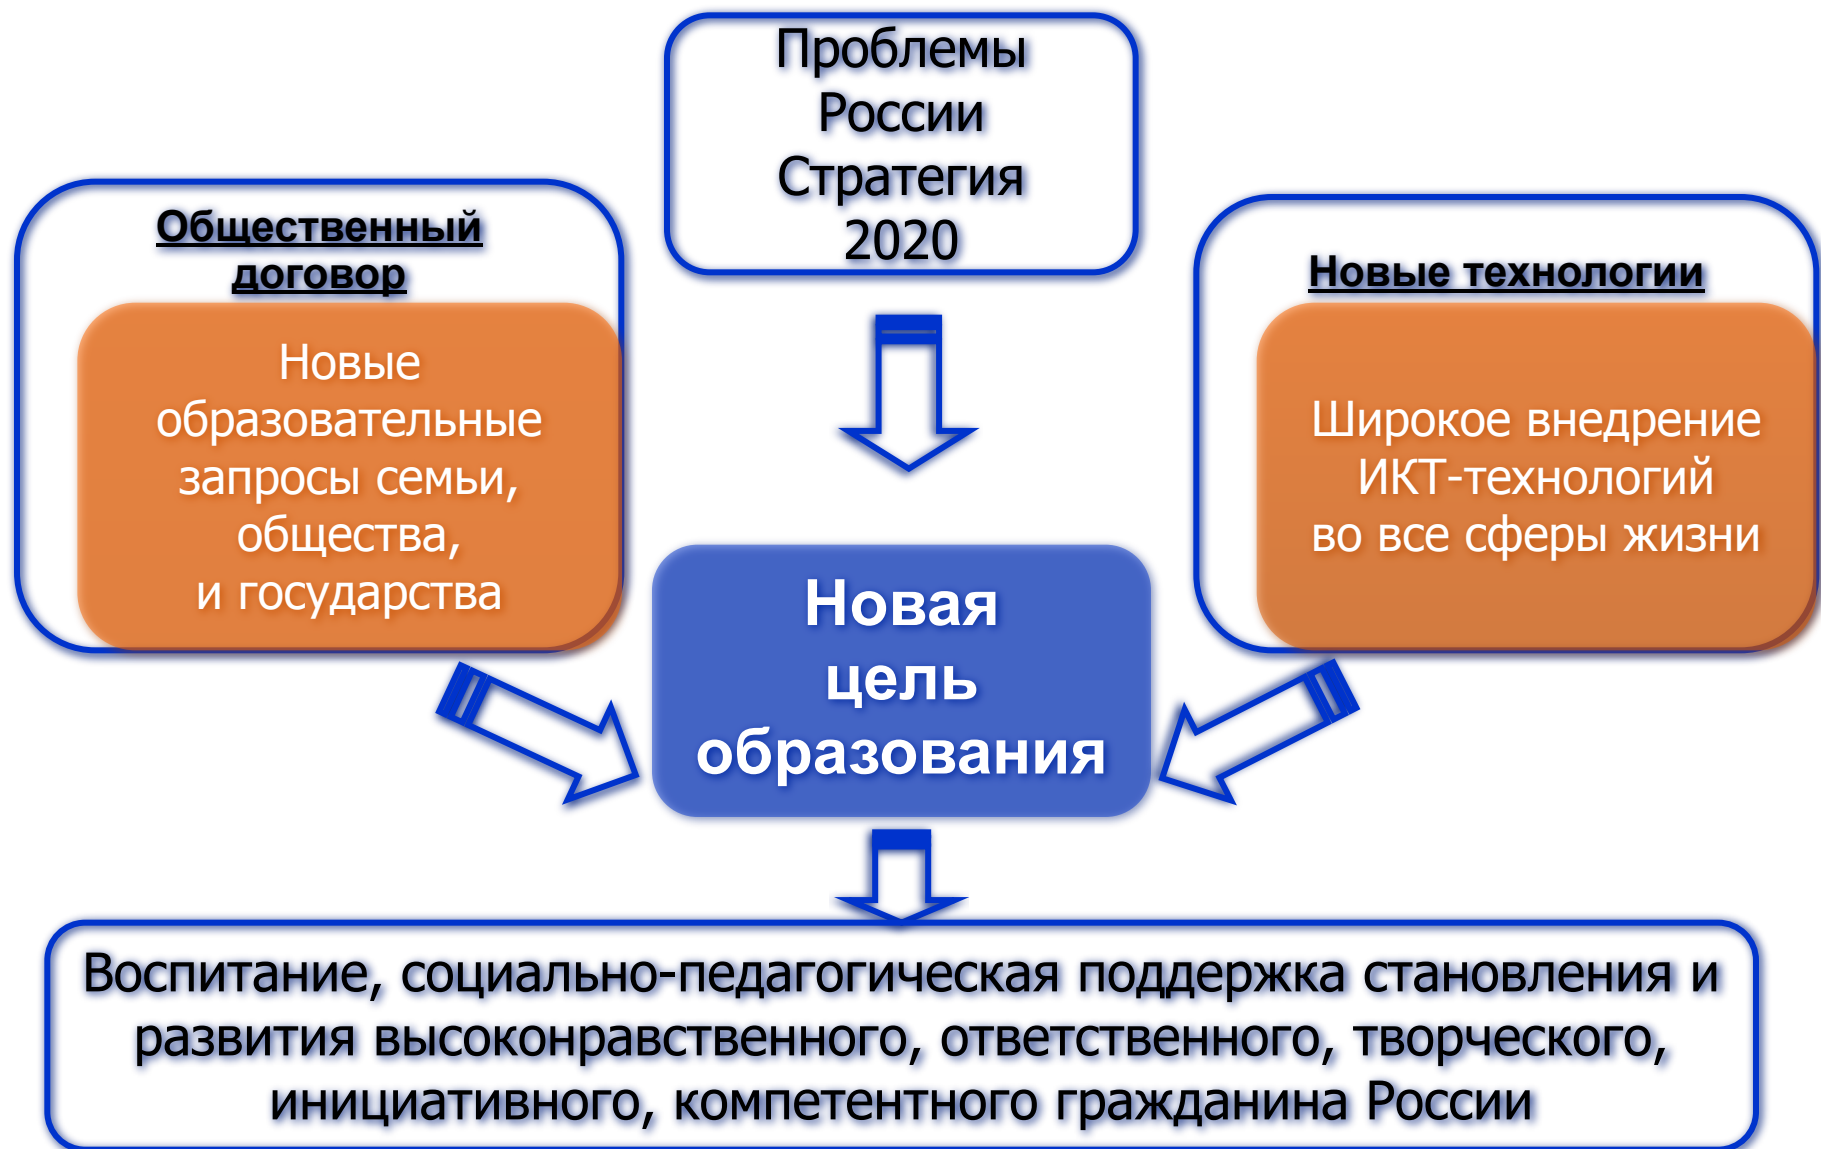 Проблемы
России
Стратегия
2020
Общественный
договор
Новые
образовательные
запросы семьи,
общества,
и государства
Новые технологии
Широкое внедрение
ИКТ-технологий
во все сферы жизни
Новая
цель
образования
Воспитание, социально-педагогическая поддержка становления и
развития высоконравственного, ответственного, творческого,
инициативного, компетентного гражданина России